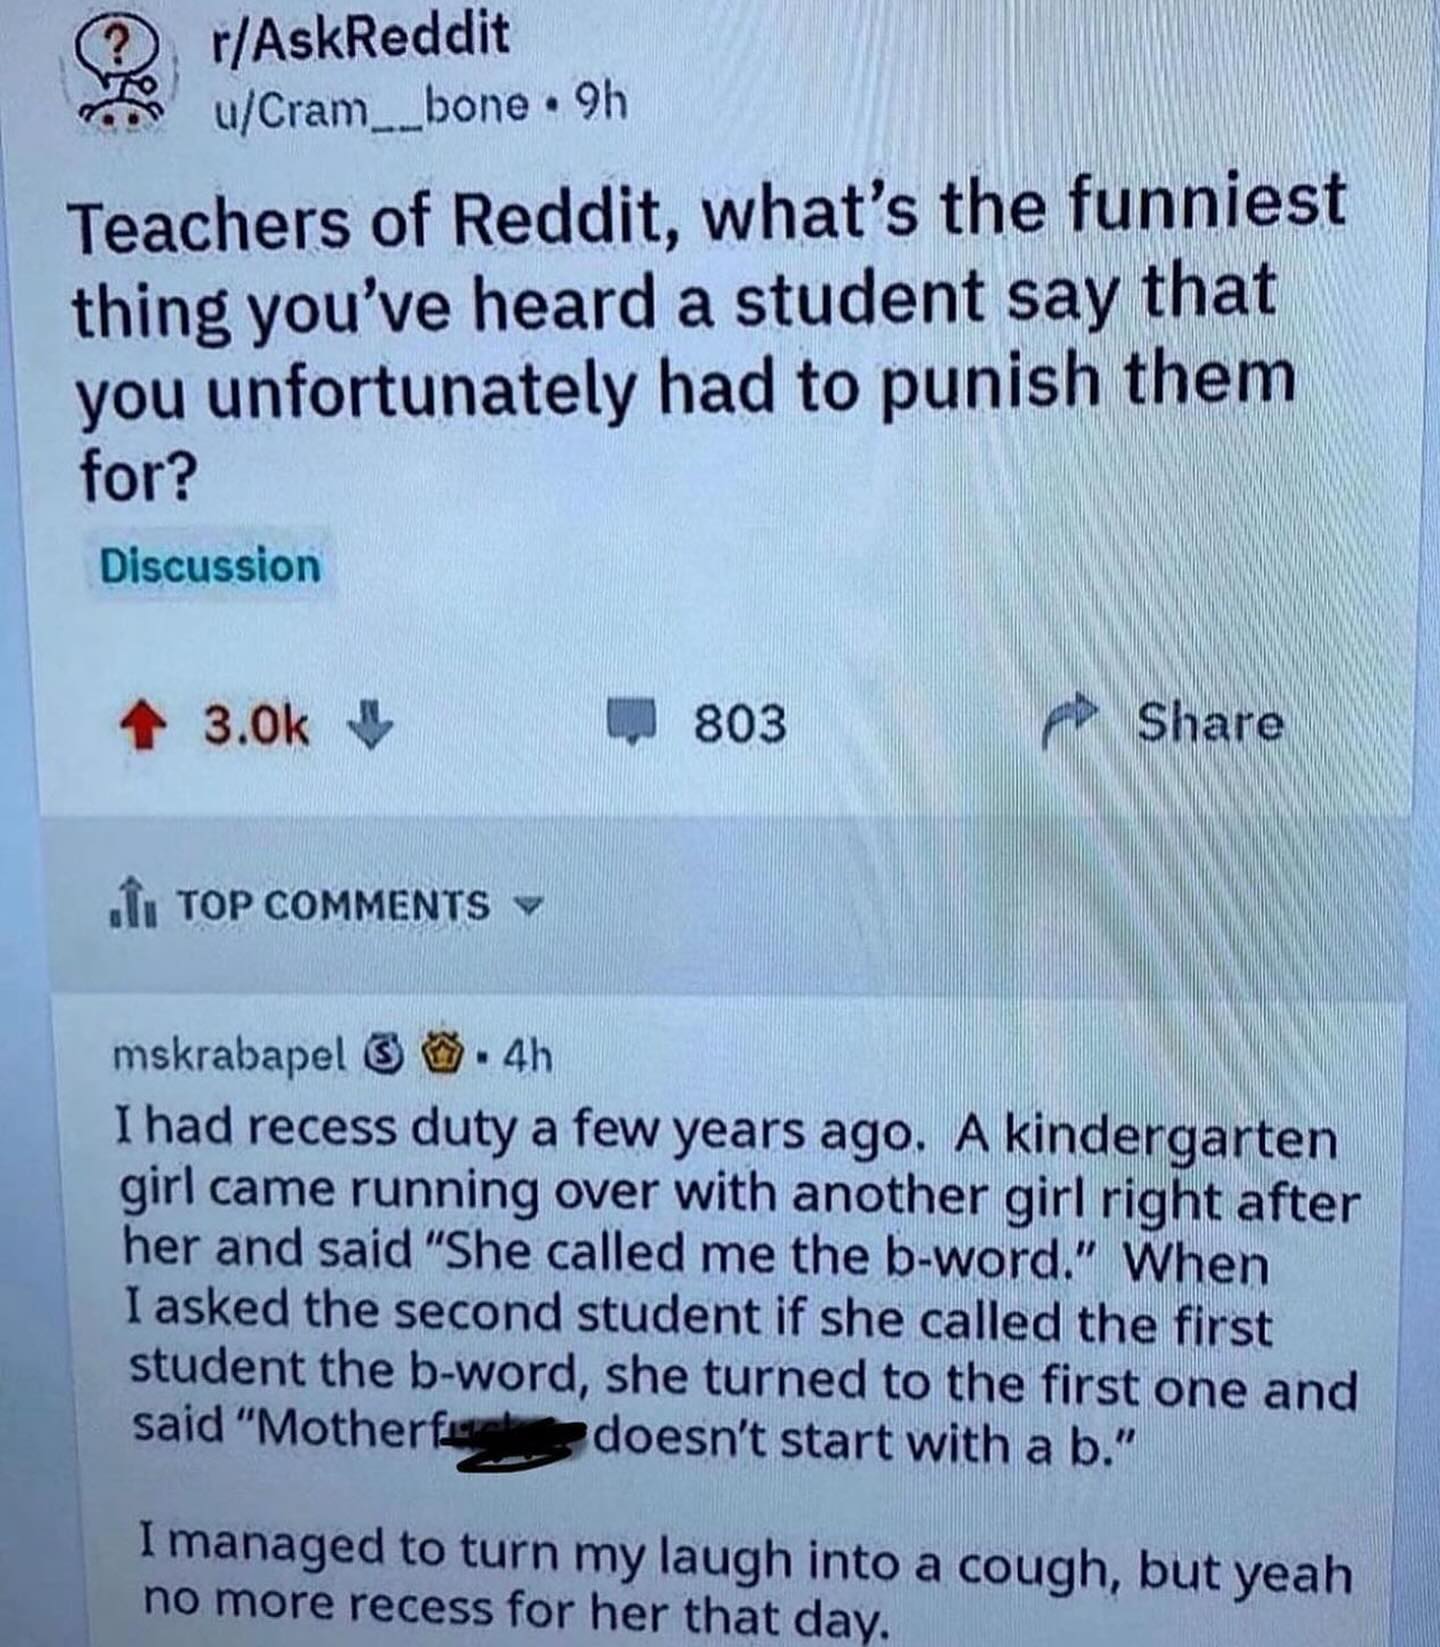 r/AskReddit
u/Cram__bone • 9h
Teachers of Reddit, what's the funniest
thing you've heard a student say that
you unfortunately had to punish them
for?
Discussion
3.0k
803
Share
TOP COMMENTS
mskrabapel • 4h
I had recess duty a few years ago. A kindergarten
girl came running over with another girl right after
her and said "She called me the b-word." When
I asked the second student if she called the first
student the b-word, she turned to the first one and
said "Motherf doesn't start with a b."
I managed to turn my laugh into a cough, but yeah
no more recess for her that day.